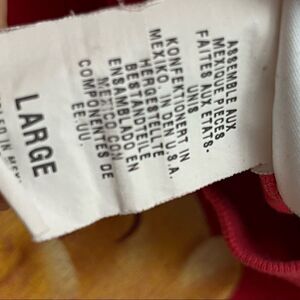 ASSEMBLE AUX
MEXIQUE PIECES
FAITES AUX ETATS-
UNIS
KONFEKTIONERT IN
MEXIKO, IN DEN U.S.A.
HERGESTELLTE
BESTANDTEILE
ENSAMBLADO EN
MEXICO CON
COMPONENTES DE
EE.UU.
LARGE